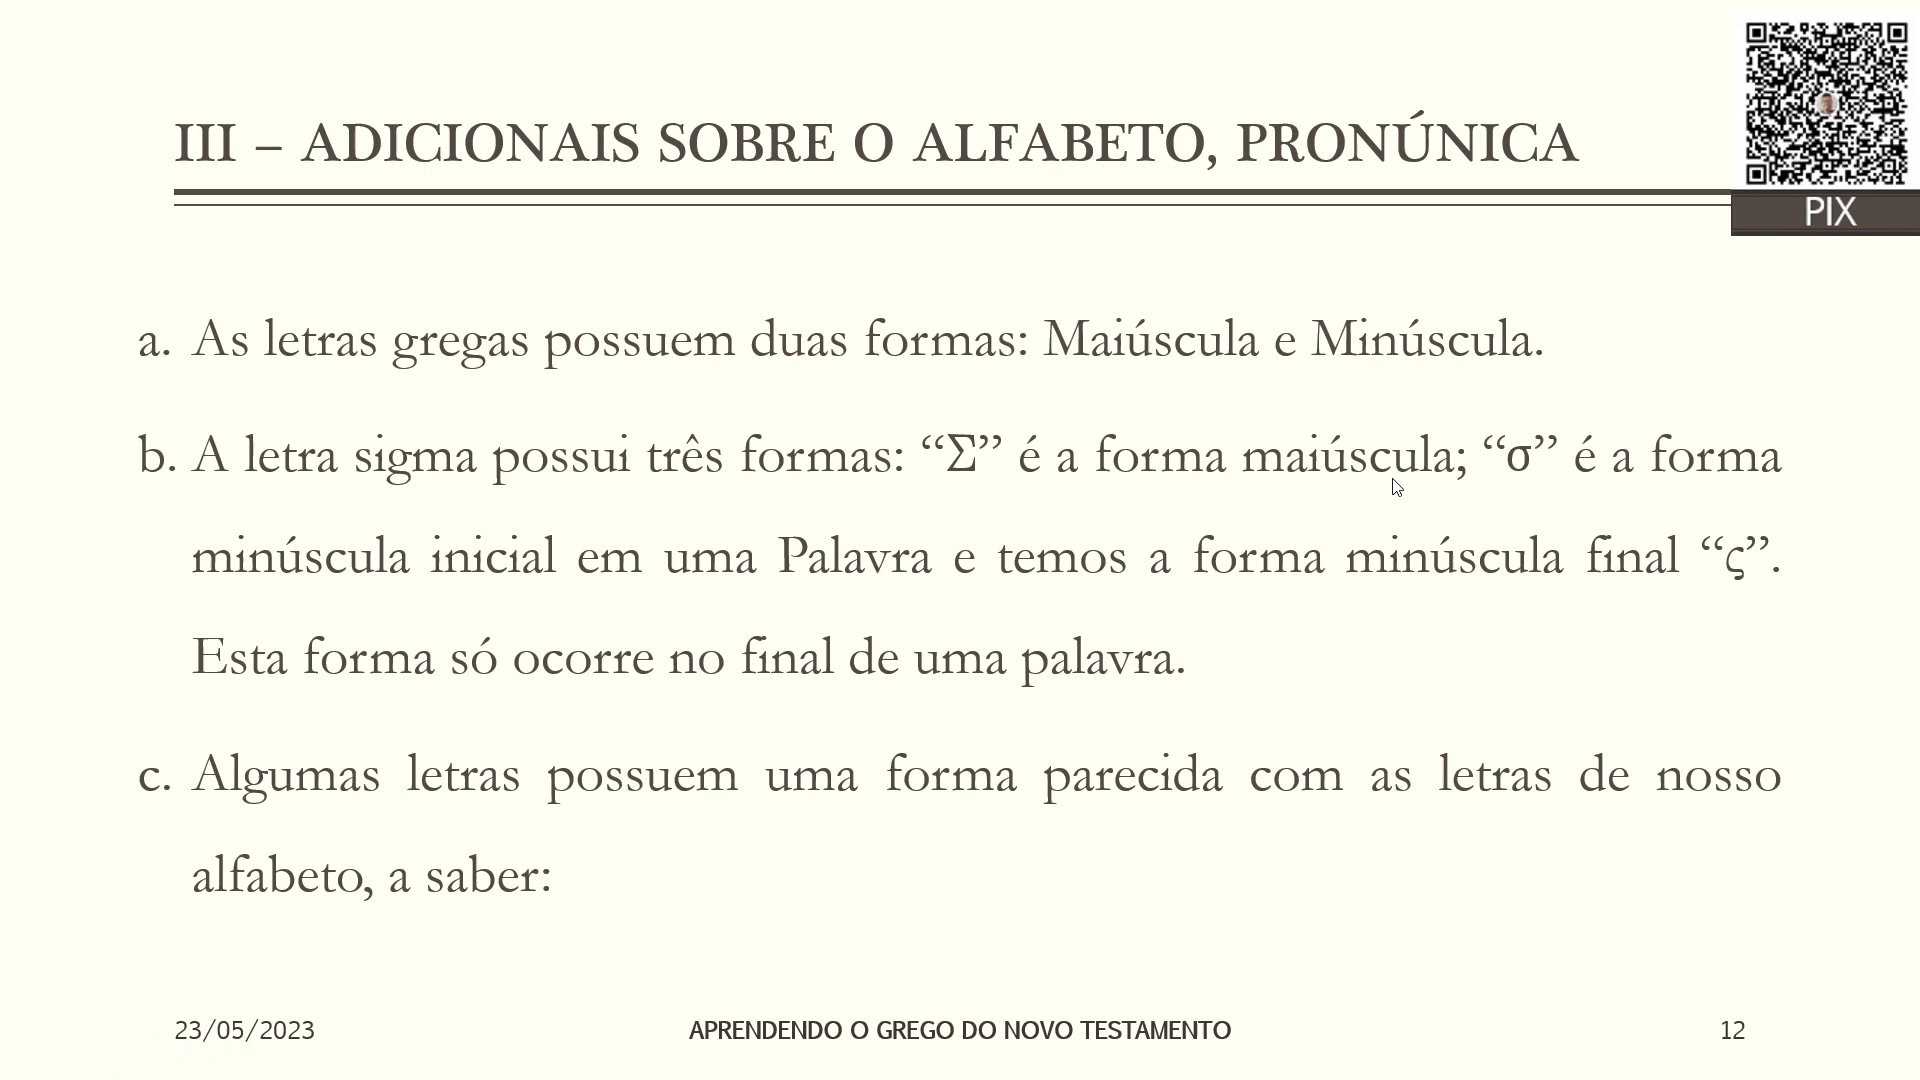 III – ADICIONAIS SOBRE O ALFABETO, PRONÚNICA
PIX
a. As letras gregas possuem duas formas: Maiúscula e Minúscula.
b. A letra sigma possui três formas: “Σ” é a forma maiúscula; “σ” é a forma
minúscula inicial em uma Palavra e temos a forma minúscula final “ς”.
Esta forma só ocorre no final de uma palavra.
c. Algumas letras possuem uma forma parecida com as letras de nosso
alfabeto, a saber:
23/05/2023
APRENDENDO O GREGO DO NOVO TESTAMENTO
12